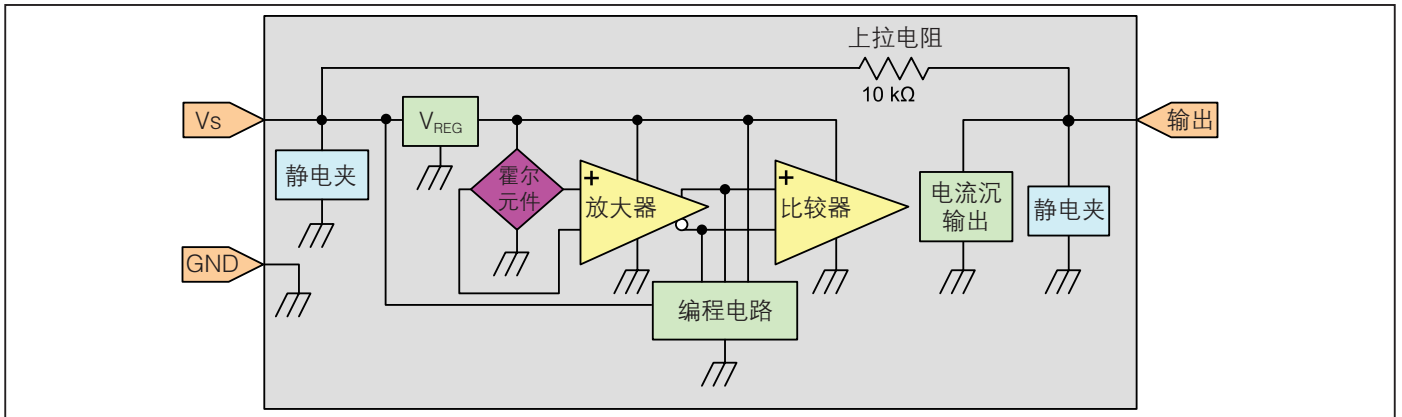 上拉电阻
10 kΩ
Vs
VREG
输出
静电夹
霍尔
元件
+
放大器
+
比较器
电流沉
输出
静电夹
GND
编程电路